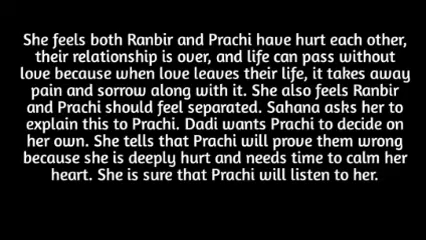 She feels both Ranbir and Prachi have hurt each other,
their relationship is over, and life can pass without
love because when love leaves their life, it takes away
pain and sorrow along with it. She also feels Ranbir
and Prachi should feel separated. Sahana asks her to
explain this to Prachi. Dadi wants Prachi to decide on
her own. She tells that Prachi will prove them wrong
because she is deeply hurt and needs time to calm her
heart. She is sure that Prachi will listen to her.